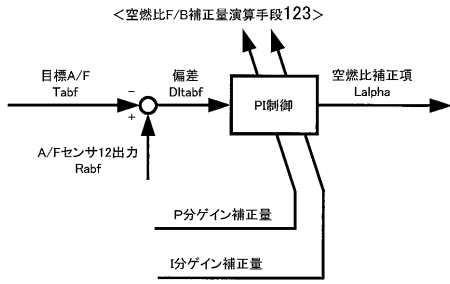 ＜空燃比F/B補正量演算手段123＞
目標A/F
Tabf
−
+
偏差
Dltabf
PI制御
空燃比補正項
Lalpha
A/Fセンサ12出力
Rabf
P分ゲイン補正量
I分ゲイン補正量